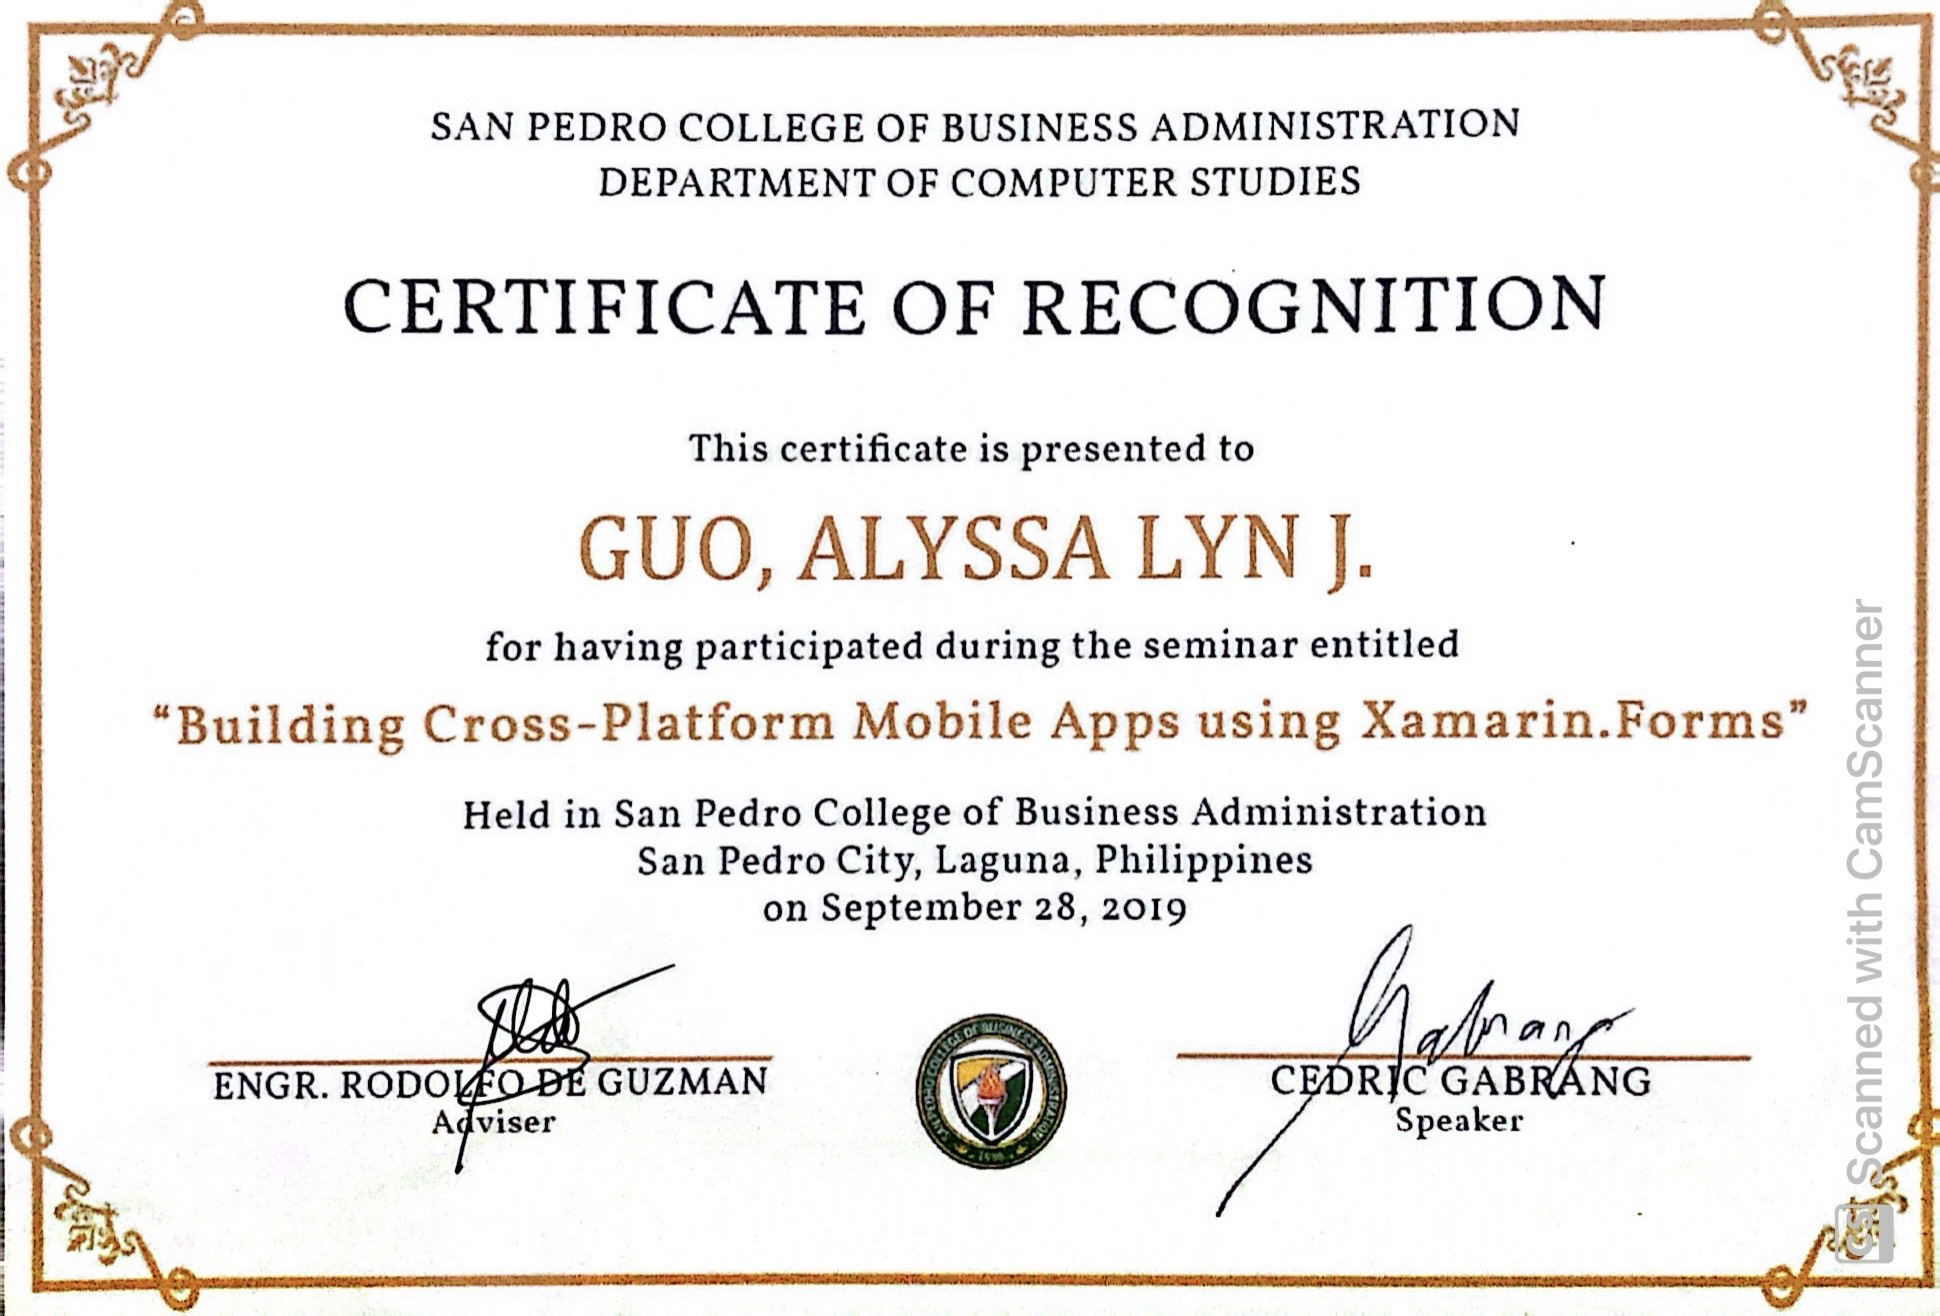 SAN PEDRO COLLEGE OF BUSINESS ADMINISTRATION
DEPARTMENT OF COMPUTER STUDIES
CERTIFICATE OF RECOGNITION
This certificate is presented to
GUO, ALYSSA LYN J.
for having participated during the seminar entitled
“Building Cross-Platform Mobile Apps using Xamarin.Forms”
Held in San Pedro College of Business Administration
San Pedro City, Laguna, Philippines
on September 28, 2019
Gabrang
ENGR. RODOLFO DE GUZMAN
Adviser
SAN PEDRO COLLEGE OF BUSINESS ADMINISTRATION
CEDRIC GABRANG
Speaker
CS Scanned with CamScanner